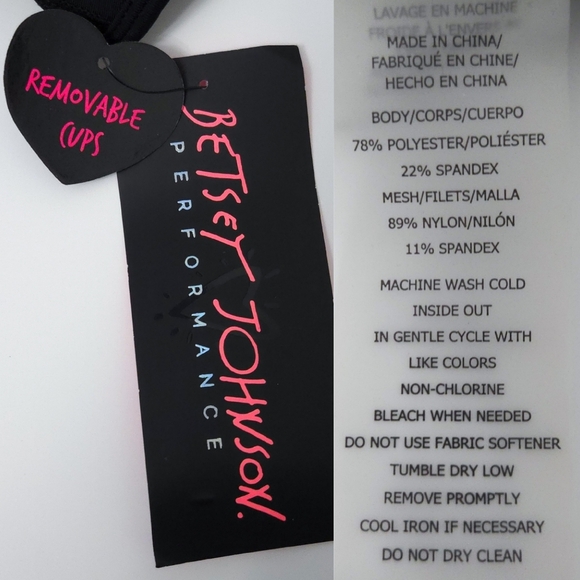 REMOVABLE
CUPS
BETSEY JOHNSON.
PERFORMANCE
LAVAGE EN MACHINE
FROIDE À L'ENVERS
MADE IN CHINA/
FABRIQUÉ EN CHINE/
HECHO EN CHINA
BODY/CORPS/CUERPO
78% POLYESTER/POLIÉSTER
22% SPANDEX
MESH/FILETS/MALLA
89% NYLON/NILÓN
11% SPANDEX
MACHINE WASH COLD
INSIDE OUT
IN GENTLE CYCLE WITH
LIKE COLORS
NON-CHLORINE
BLEACH WHEN NEEDED
DO NOT USE FABRIC SOFTENER
TUMBLE DRY LOW
REMOVE PROMPTLY
COOL IRON IF NECESSARY
DO NOT DRY CLEAN